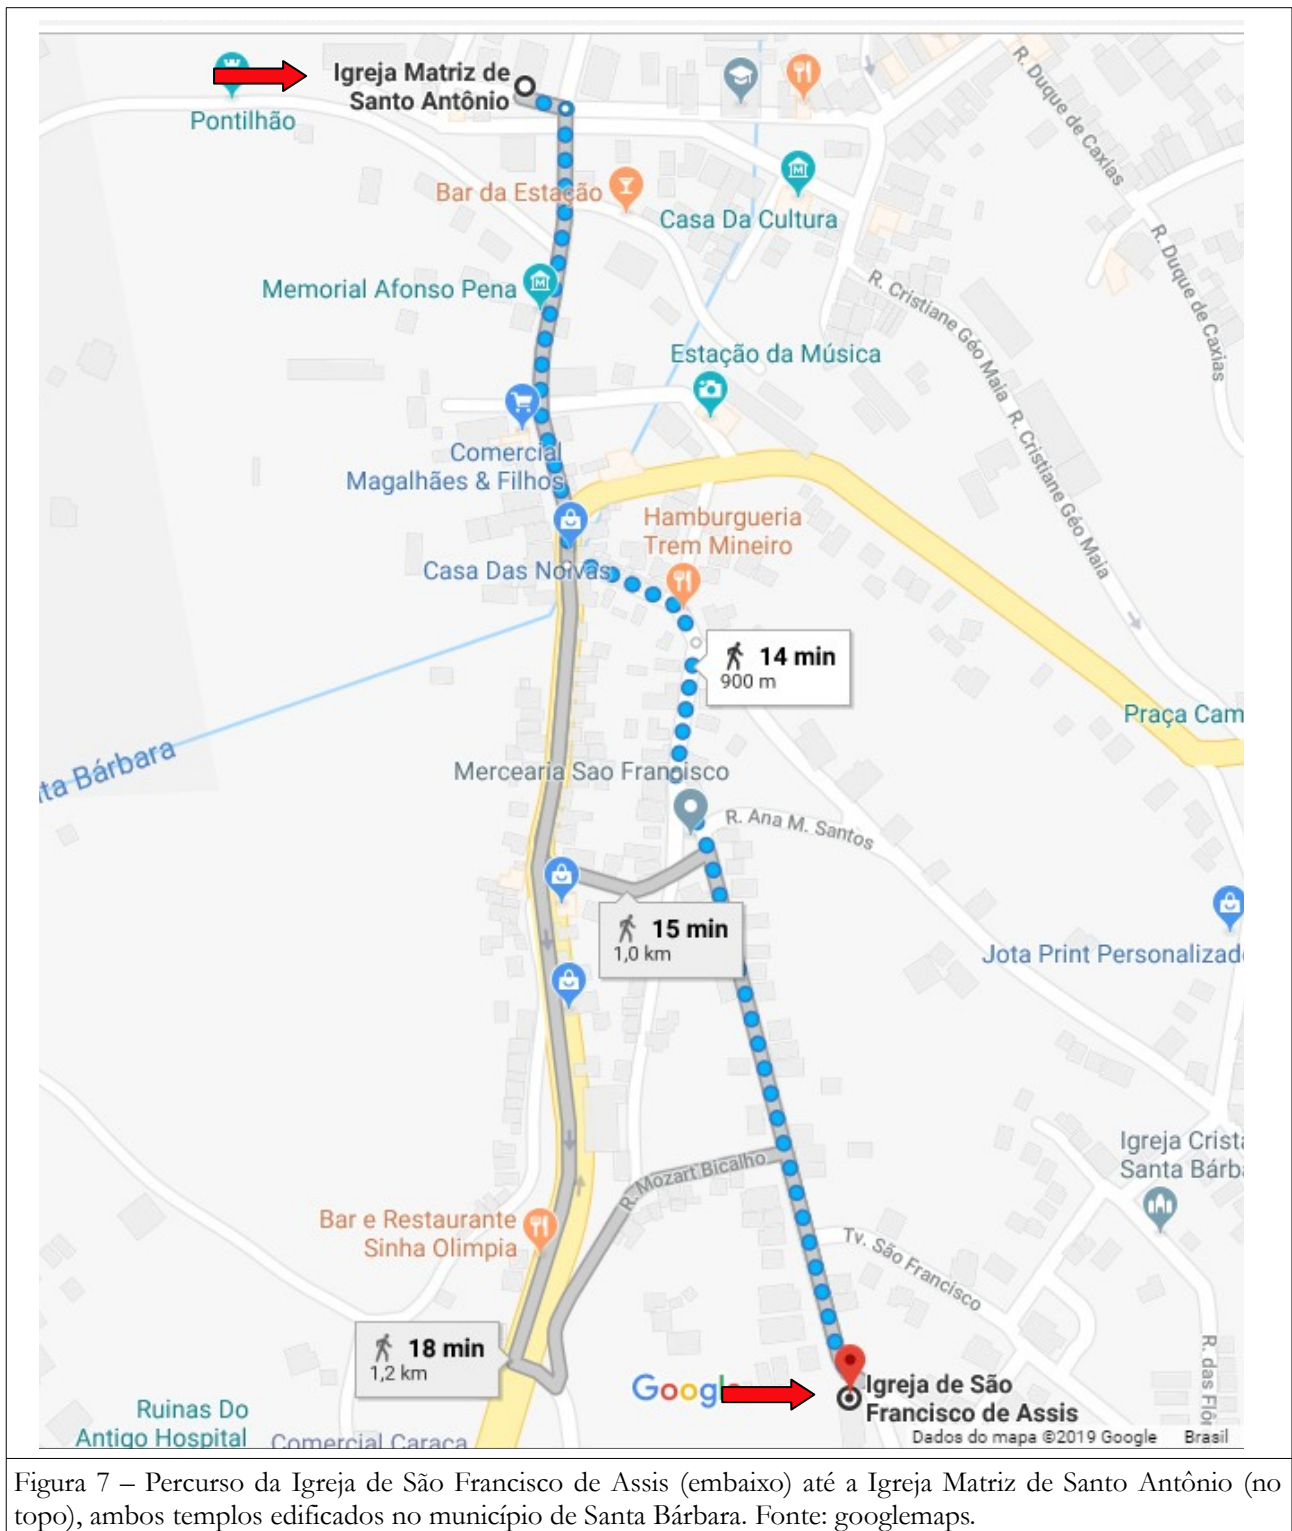 Igreja Matriz de
Santo Antônio
Pontilhão
R. Duque de Caxias
Bar da Estação
Casa Da Cultura
R. Duque de Caxias
Memorial Afonso Pena
R. Cristiane Géo Maia
Estação da Música
R. Cristiane Géo Maia
Comercial
Magalhães & Filhos
Hamburgueria
Trem Mineiro
Casa Das Noivas
14 min
900 m
Praça Cam
ta Bárbara
Mercearia Sao Francisco
R. Ana M. Santos
15 min
1,0 km
Jota Print Personalizad
Igreja Crist
Santa Bárb
R. Mozart Bicalho
Bar e Restaurante
Sinha Olimpia
Tv. São Francisco
18 min
1,2 km
R. das Flô
Googl
Igreja de São
Francisco de Assis
Ruinas Do
Antigo Hospital
Comercial Caraça
Dados do mapa ©2019 Google Brasil
Figura 7 – Percurso da Igreja de São Francisco de Assis (embaixo) até a Igreja Matriz de Santo Antônio (no
topo), ambos templos edificados no município de Santa Bárbara. Fonte: googlemaps.